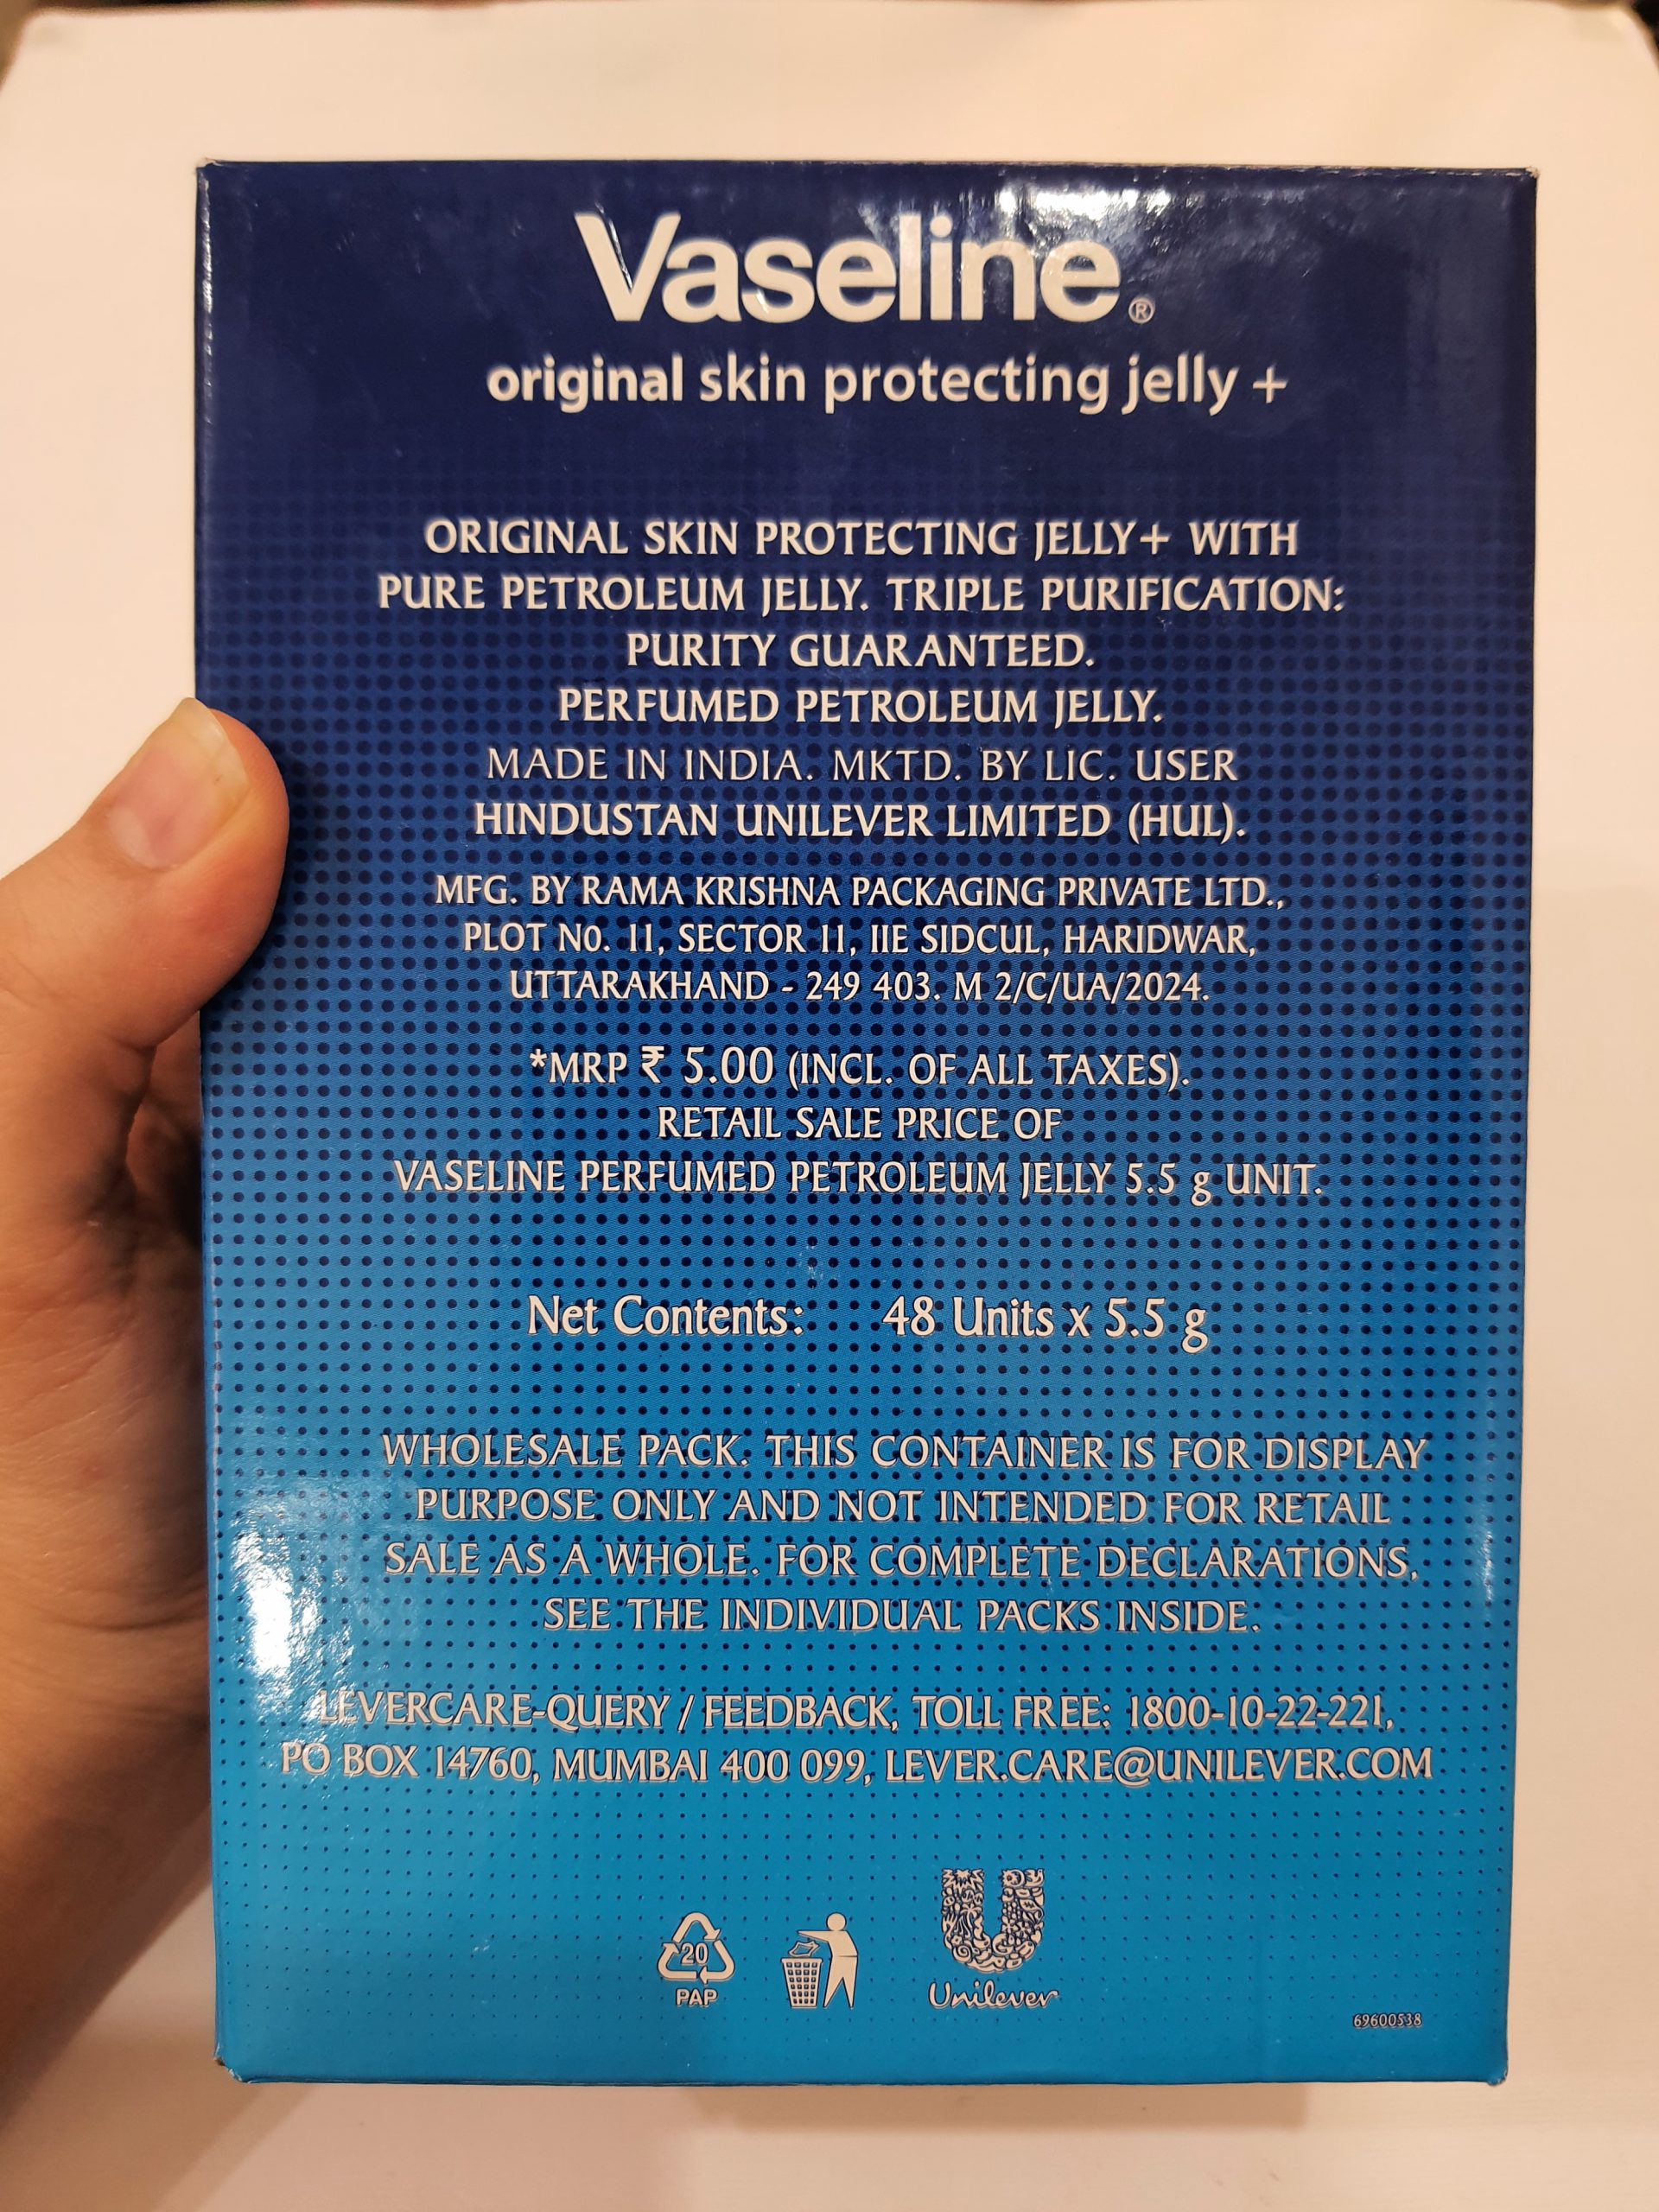 Vaseline®
original skin protecting jelly +
ORIGINAL SKIN PROTECTING JELLY+ WITH
PURE PETROLEUM JELLY. TRIPLE PURIFICATION:
PURITY GUARANTEED.
PERFUMED PETROLEUM JELLY.
MADE IN INDIA. MKTD. BY LIC. USER
HINDUSTAN UNILEVER LIMITED (HUL).
MFG. BY RAMA KRISHNA PACKAGING PRIVATE LTD.,
PLOT NO. 11, SECTOR 11, IIE SIDCUL, HARIDWAR,
UTTARAKHAND - 249 403. M 2/C/UA/2024.
*MRP ₹ 5.00 (INCL. OF ALL TAXES).
RETAIL SALE PRICE OF
VASELINE PERFUMED PETROLEUM JELLY 5.5 g UNIT.
Net Contents: 48 Units x 5.5 g
WHOLESALE PACK. THIS CONTAINER IS FOR DISPLAY
PURPOSE ONLY AND NOT INTENDED FOR RETAIL
SALE AS A WHOLE. FOR COMPLETE DECLARATIONS,
SEE THE INDIVIDUAL PACKS INSIDE.
LEVERCARE-QUERY / FEEDBACK, TOLL FREE: 1800-10-22-221,
PO BOX 14760, MUMBAI 400 099, LEVER.CARE@UNILEVER.COM
20
PAP
Unilever
69600538